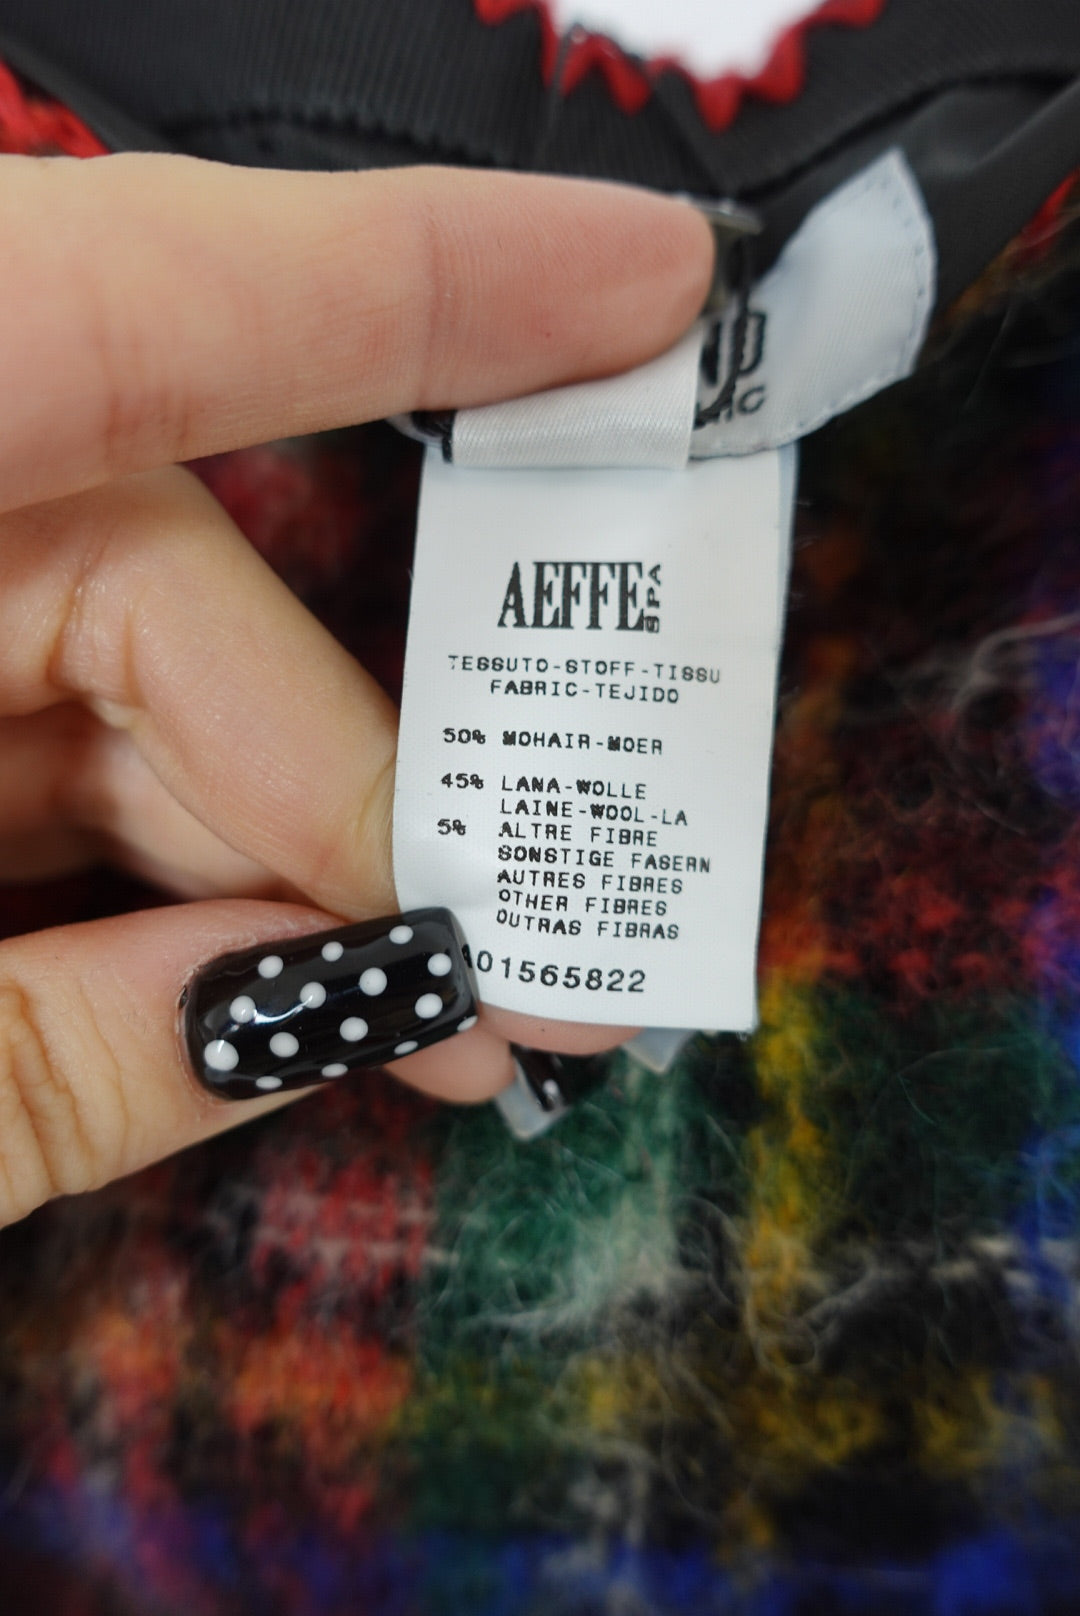 AEFFE SPA
TESSUTO-STOFF-TISSU
FABRIC-TEJIDO
50% MOHAIR-MOER
45% LANA-WOLLE
LAINE-WOOL-LA
5% ALTRE FIBRE
SONSTIGE FASERN
AUTRES FIBRES
OTHER FIBRES
OUTRAS FIBRAS
01565822